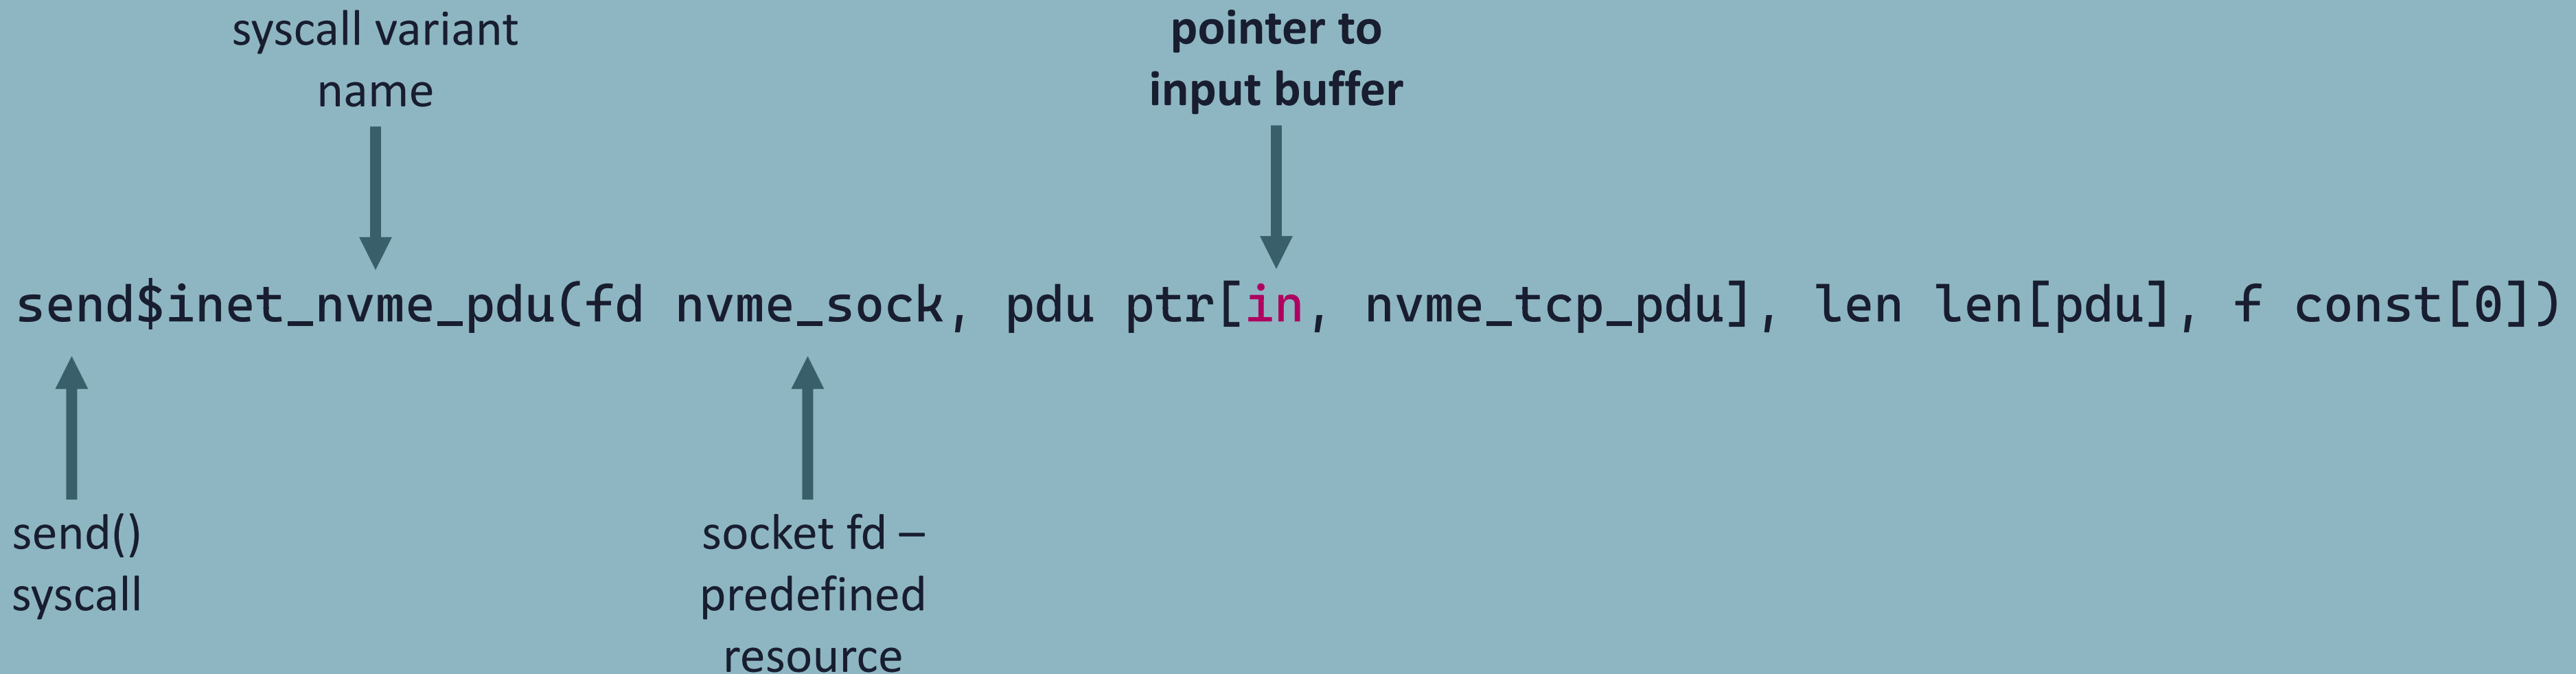 syscall variant
name
pointer to
input buffer
send$inet_nvme_pdu(fd nvme_sock, pdu ptr[in, nvme_tcp_pdu], len len[pdu], f const[0])
send()
syscall
socket fd –
predefined
resource